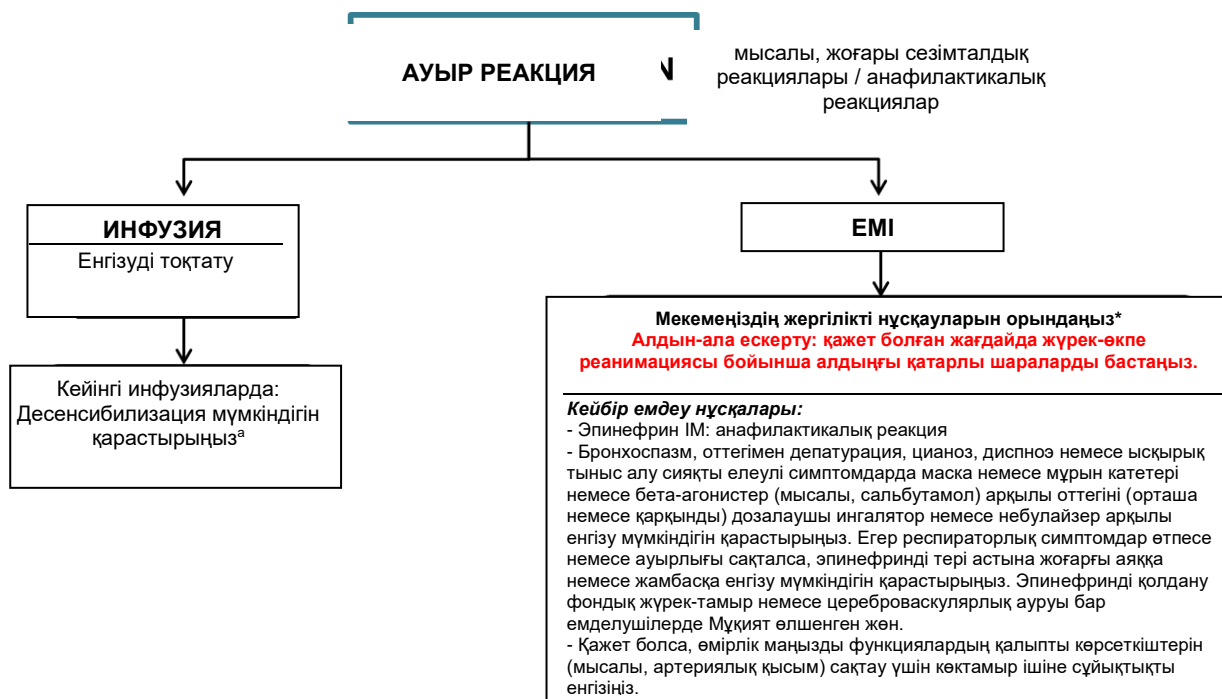 АУЫР РЕАКЦИЯ
N
мысалы, жоғары сезімталдық
реакциялары / анафилактикалық
реакциялар
ИНФУЗИЯ
Енгізуді тоқтату
Кейінгі инфузияларда:
Десенсибилизация мүмкіндігін
қарастырыңызª
ЕМІ
Мекемеңіздің жергілікті нұсқауларын орындаңыз*
Алдын-ала ескерту: қажет болған жағдайда жүрек-өкпе
реанимациясы бойынша алдыңғы қатарлы шараларды бастаңыз.
Кейбір емдеу нұсқалары:
- Эпинефрин IM: анафилактикалық реакция
- Бронхоспазм, оттегімен депатурация, цианоз, диспноэ немесе ысқырық
тыныс алу сияқты елеулі симптомдарда маска немесе мұрын катетері
немесе бета-агонистер (мысалы, сальбутамол) арқылы оттегіні (орташа
немесе қарқынды) дозалаушы ингалятор немесе небулайзер арқылы
енгізу мүмкіндігін қарастырыңыз. Егер респираторлық симптомдар өтпесе
немесе ауырлығы сақталса, эпинефринді тері астына жоғарғы аяққа
немесе жамбасқа енгізу мүмкіндігін қарастырыңыз. Эпинефринді қолдану
фондық жүрек-тамыр немесе цереброваскулярлық ауруы бар
емделушілерде Мұқият өлшенген жөн.
- Қажет болса, өмірлік маңызды функциялардың қалыпты көрсеткіштерін
(мысалы, артериялық қысым) сақтау үшін көктамыр ішіне сұйықтықты
енгізіңіз.